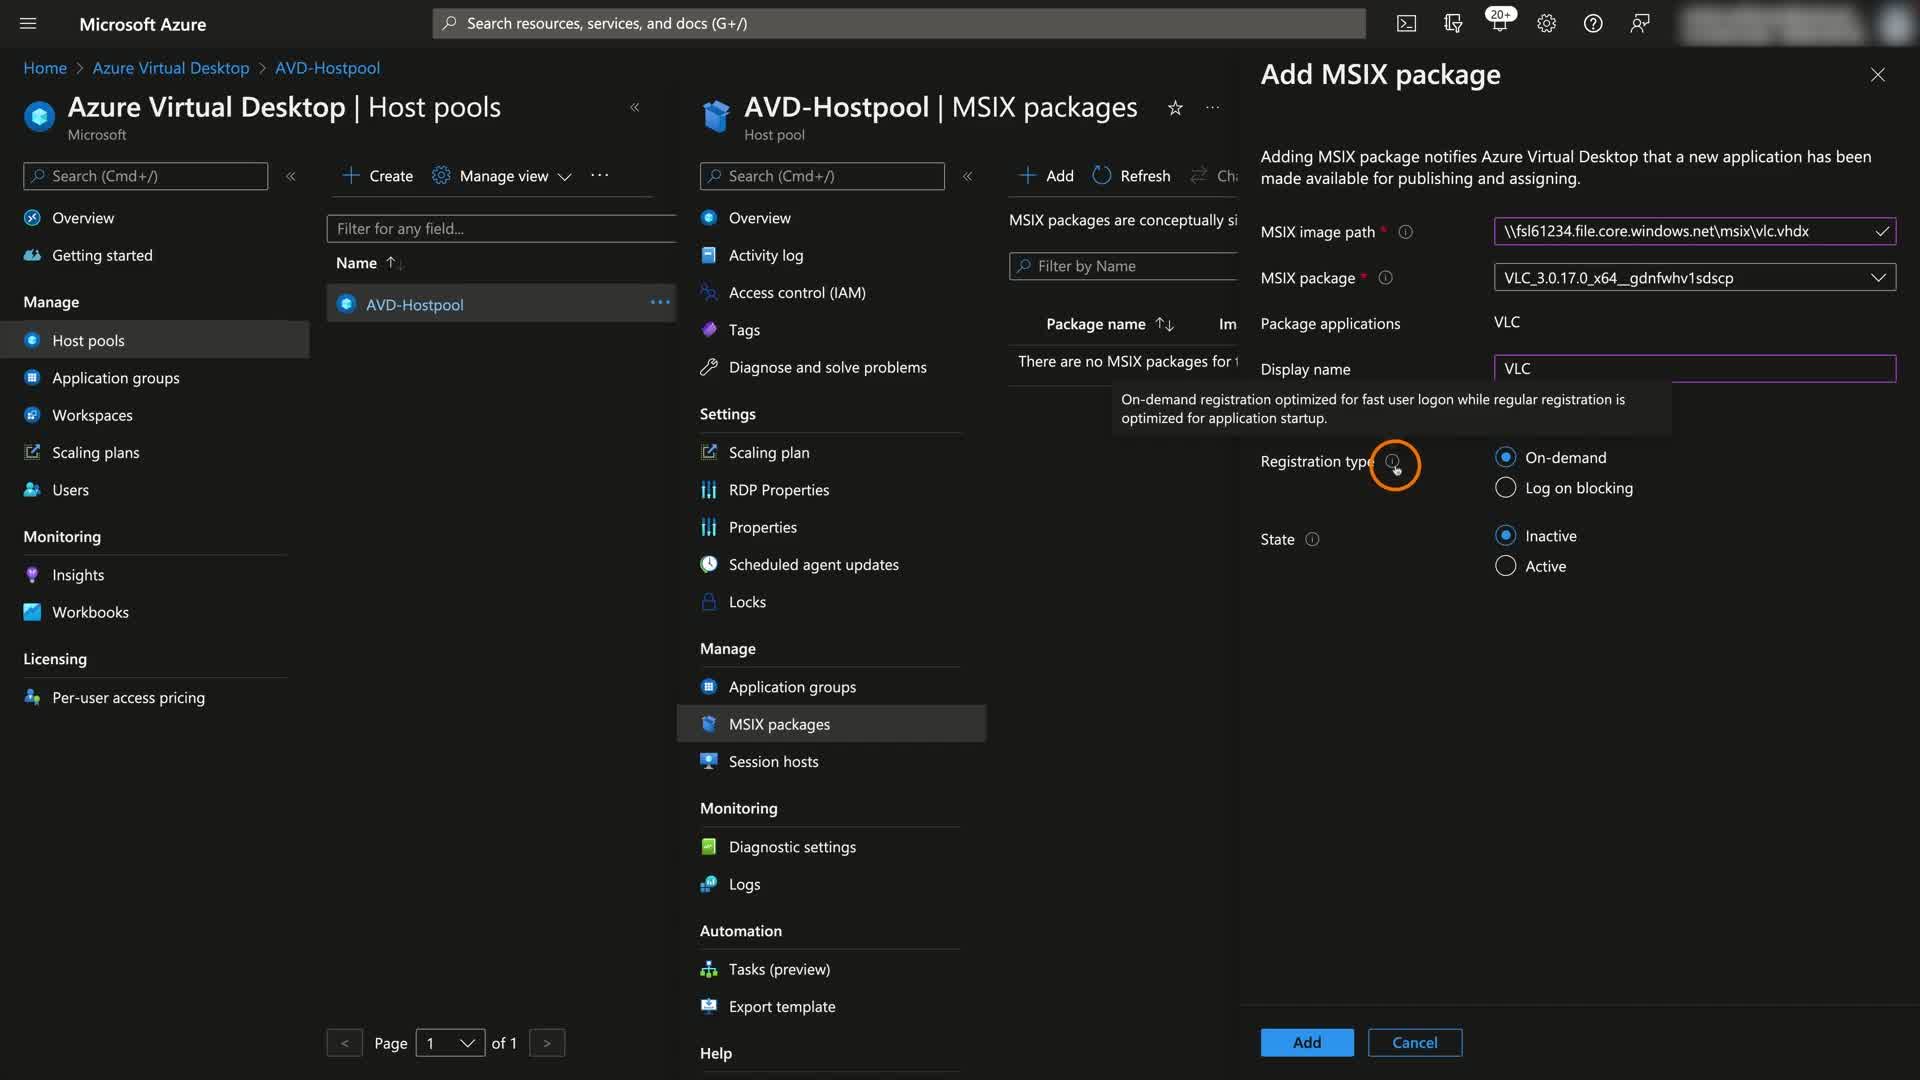 Microsoft Azure
Search resources, services, and docs (G+/)
20+
Home > Azure Virtual Desktop > AVD-Hostpool
Azure Virtual Desktop | Host pools
Microsoft
Search (Cmd+/)
Overview
Getting started
Manage
Host pools
Application groups
Workspaces
Scaling plans
Users
Monitoring
Insights
Workbooks
Licensing
Per-user access pricing
Create
Manage view
Filter for any field...
Name
AVD-Hostpool
< Page 1 of 1 >
AVD-Hostpool | MSIX packages
Host pool
Search (Cmd+/)
Overview
Activity log
Access control (IAM)
Tags
Diagnose and solve problems
Settings
Scaling plan
RDP Properties
Properties
Scheduled agent updates
Locks
Manage
Application groups
MSIX packages
Session hosts
Monitoring
Diagnostic settings
Logs
Automation
Tasks (preview)
Export template
Help
Add
Refresh
Cha
MSIX packages are conceptually si
Filter by Name
Package name
Im
There are no MSIX packages for t
Add MSIX package
Adding MSIX package notifies Azure Virtual Desktop that a new application has been
made available for publishing and assigning.
MSIX image path *
\\fsl61234.file.core.windows.net\msix\vlc.vhdx
MSIX package *
VLC_3.0.17.0_x64__gdnfwhv1sdscp
Package applications
VLC
Display name
VLC
On-demand registration optimized for fast user logon while regular registration is
optimized for application startup.
Registration type
On-demand
Log on blocking
State
Inactive
Active
Add
Cancel